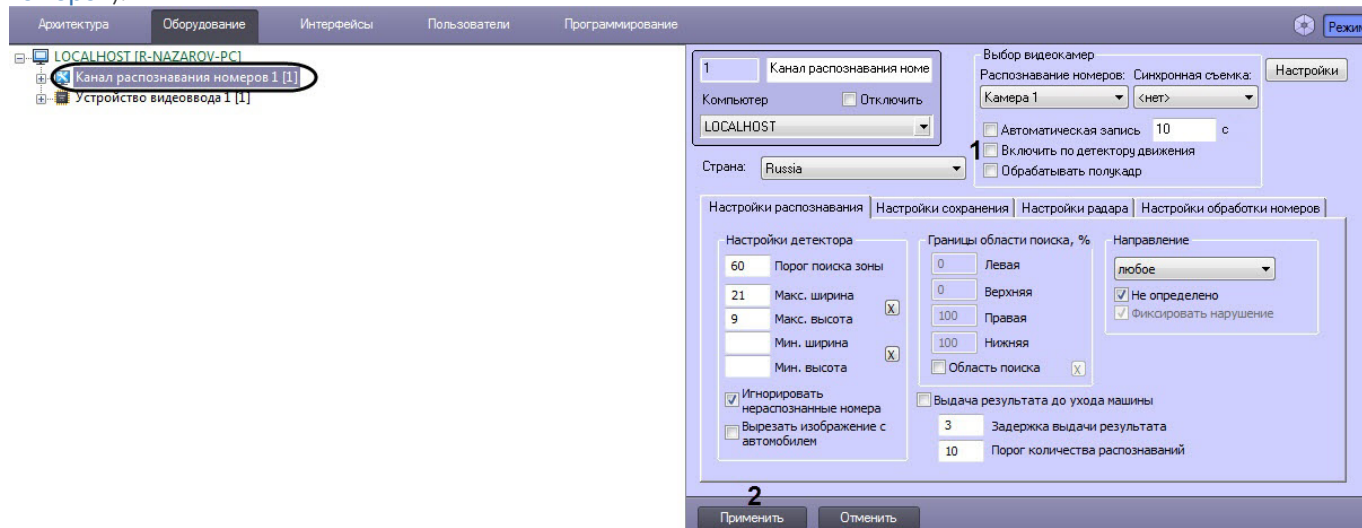 Архитектура Оборудование Интерфейсы Пользователи Программирование Режим
LOCALHOST [R-NAZAROV-PC]
Канал распознавания номеров 1 [1]
Устройство видеоввода 1 [1]
1 Канал распознавания номе
Компьютер Отключить
LOCALHOST
Страна: Russia
Выбор видеокамер
Распознавание номеров: Синхронная съемка:
Камера 1 <нет>
Настройки
Автоматическая запись 10 с
1 Включить по детектору движения
Обрабатывать полукадр
Настройки распознавания Настройки сохранения Настройки радара Настройки обработки номеров
Настройки детектора
60 Порог поиска зоны
21 Макс. ширина
9 Макс. высота
X
Мин. ширина
Мин. высота
X
Игнорировать
нераспознанные номера
Вырезать изображение с
автомобилем
Границы области поиска, %
0 Левая
0 Верхняя
100 Правая
100 Нижняя
Область поиска X
Направление
любое
Не определено
Фиксировать нарушение
Выдача результата до ухода машины
3 Задержка выдачи результата
10 Порог количества распознаваний
2
Применить Отменить